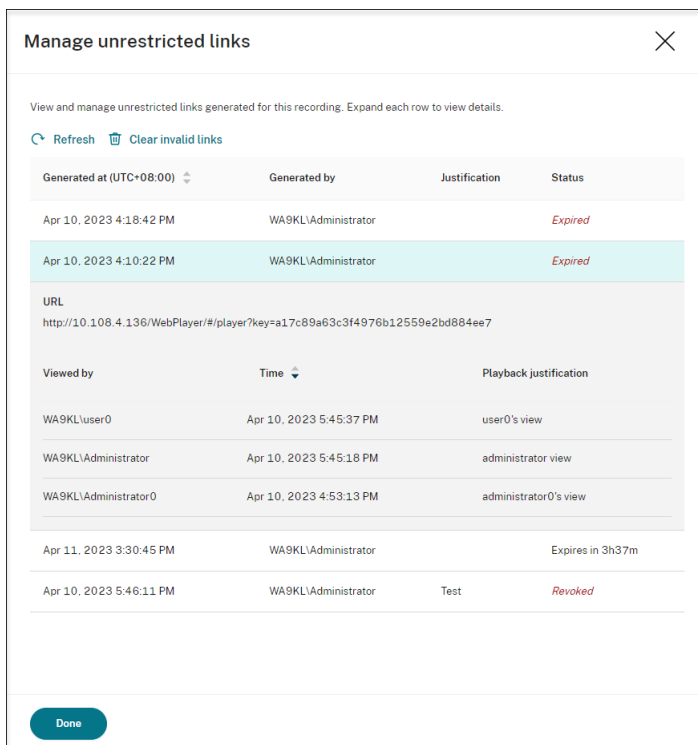 Manage unrestricted links
View and manage unrestricted links generated for this recording. Expand each row to view details.
Refresh Clear invalid links
Generated at (UTC+08:00) Generated by Justification Status
Apr 10, 2023 4:18:42 PM WA9KL\Administrator Expired
Apr 10, 2023 4:10:22 PM WA9KL\Administrator Expired
URL
http://10.108.4.136/WebPlayer/#/player?key=a17c89a63c3f4976b12559e2bd884ee7
Viewed by Time Playback justification
WA9KL\user0 Apr 10, 2023 5:45:37 PM user0's view
WA9KL\Administrator Apr 10, 2023 5:45:18 PM administrator view
WA9KL\Administrator0 Apr 10, 2023 4:53:13 PM administrator0's view
Apr 11, 2023 3:30:45 PM WA9KL\Administrator Expires in 3h37m
Apr 10, 2023 5:46:11 PM WA9KL\Administrator Test Revoked
Done